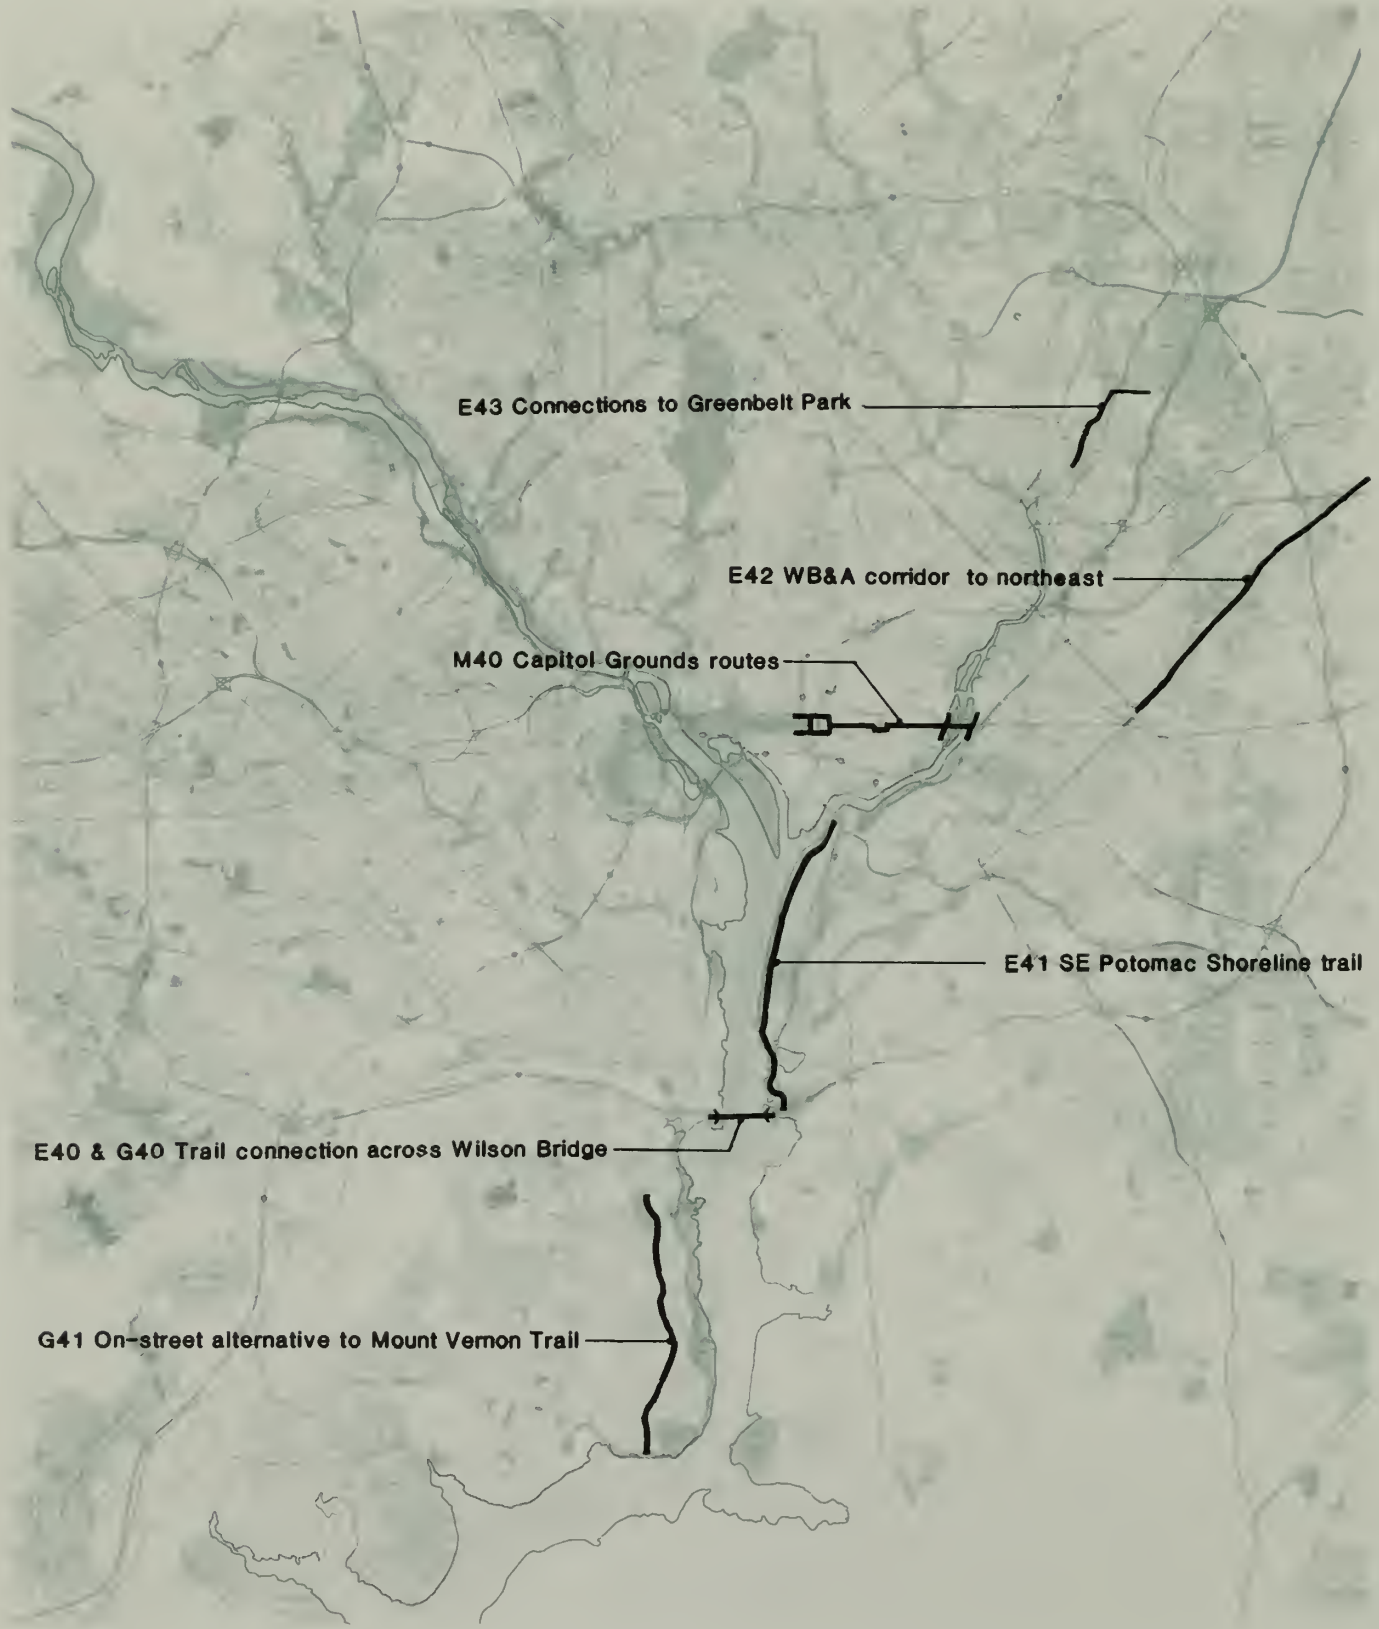 E43 Connections to Greenbelt Park
E42 WB&A corridor to northeast
M40 Capitol Grounds routes
E41 SE Potomac Shoreline trail
E40 & G40 Trail connection across Wilson Bridge
G41 On-street alternative to Mount Vernon Trail